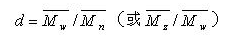 d = M̅w / M̅n （或 M̅z / M̅w ）